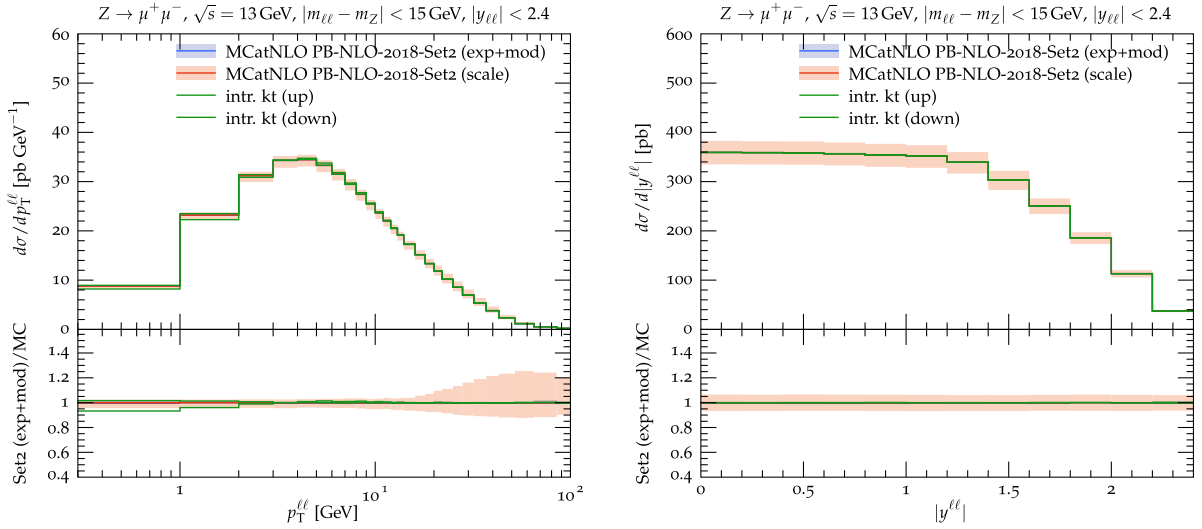 Z → μ⁺μ⁻, √s = 13 GeV, |mℓℓ − mZ| < 15 GeV, |yℓℓ| < 2.4
MCatNLO PB-NLO-2018-Set2 (exp+mod)
MCatNLO PB-NLO-2018-Set2 (scale)
intr. kt (up)
intr. kt (down)
dσ/dp_T^ℓℓ [pb GeV⁻¹]
60
50
40
30
20
10
0
Set2 (exp+mod)/MC
1.4
1.2
1
0.8
0.6
0.4
1
10¹
10²
p_T^ℓℓ [GeV]
Z → μ⁺μ⁻, √s = 13 GeV, |mℓℓ − mZ| < 15 GeV, |yℓℓ| < 2.4
MCatNLO PB-NLO-2018-Set2 (exp+mod)
MCatNLO PB-NLO-2018-Set2 (scale)
intr. kt (up)
intr. kt (down)
dσ/d|y^ℓℓ| [pb]
600
500
400
300
200
100
0
Set2 (exp+mod)/MC
1.4
1.2
1
0.8
0.6
0.4
0
0.5
1
1.5
2
|y^ℓℓ|